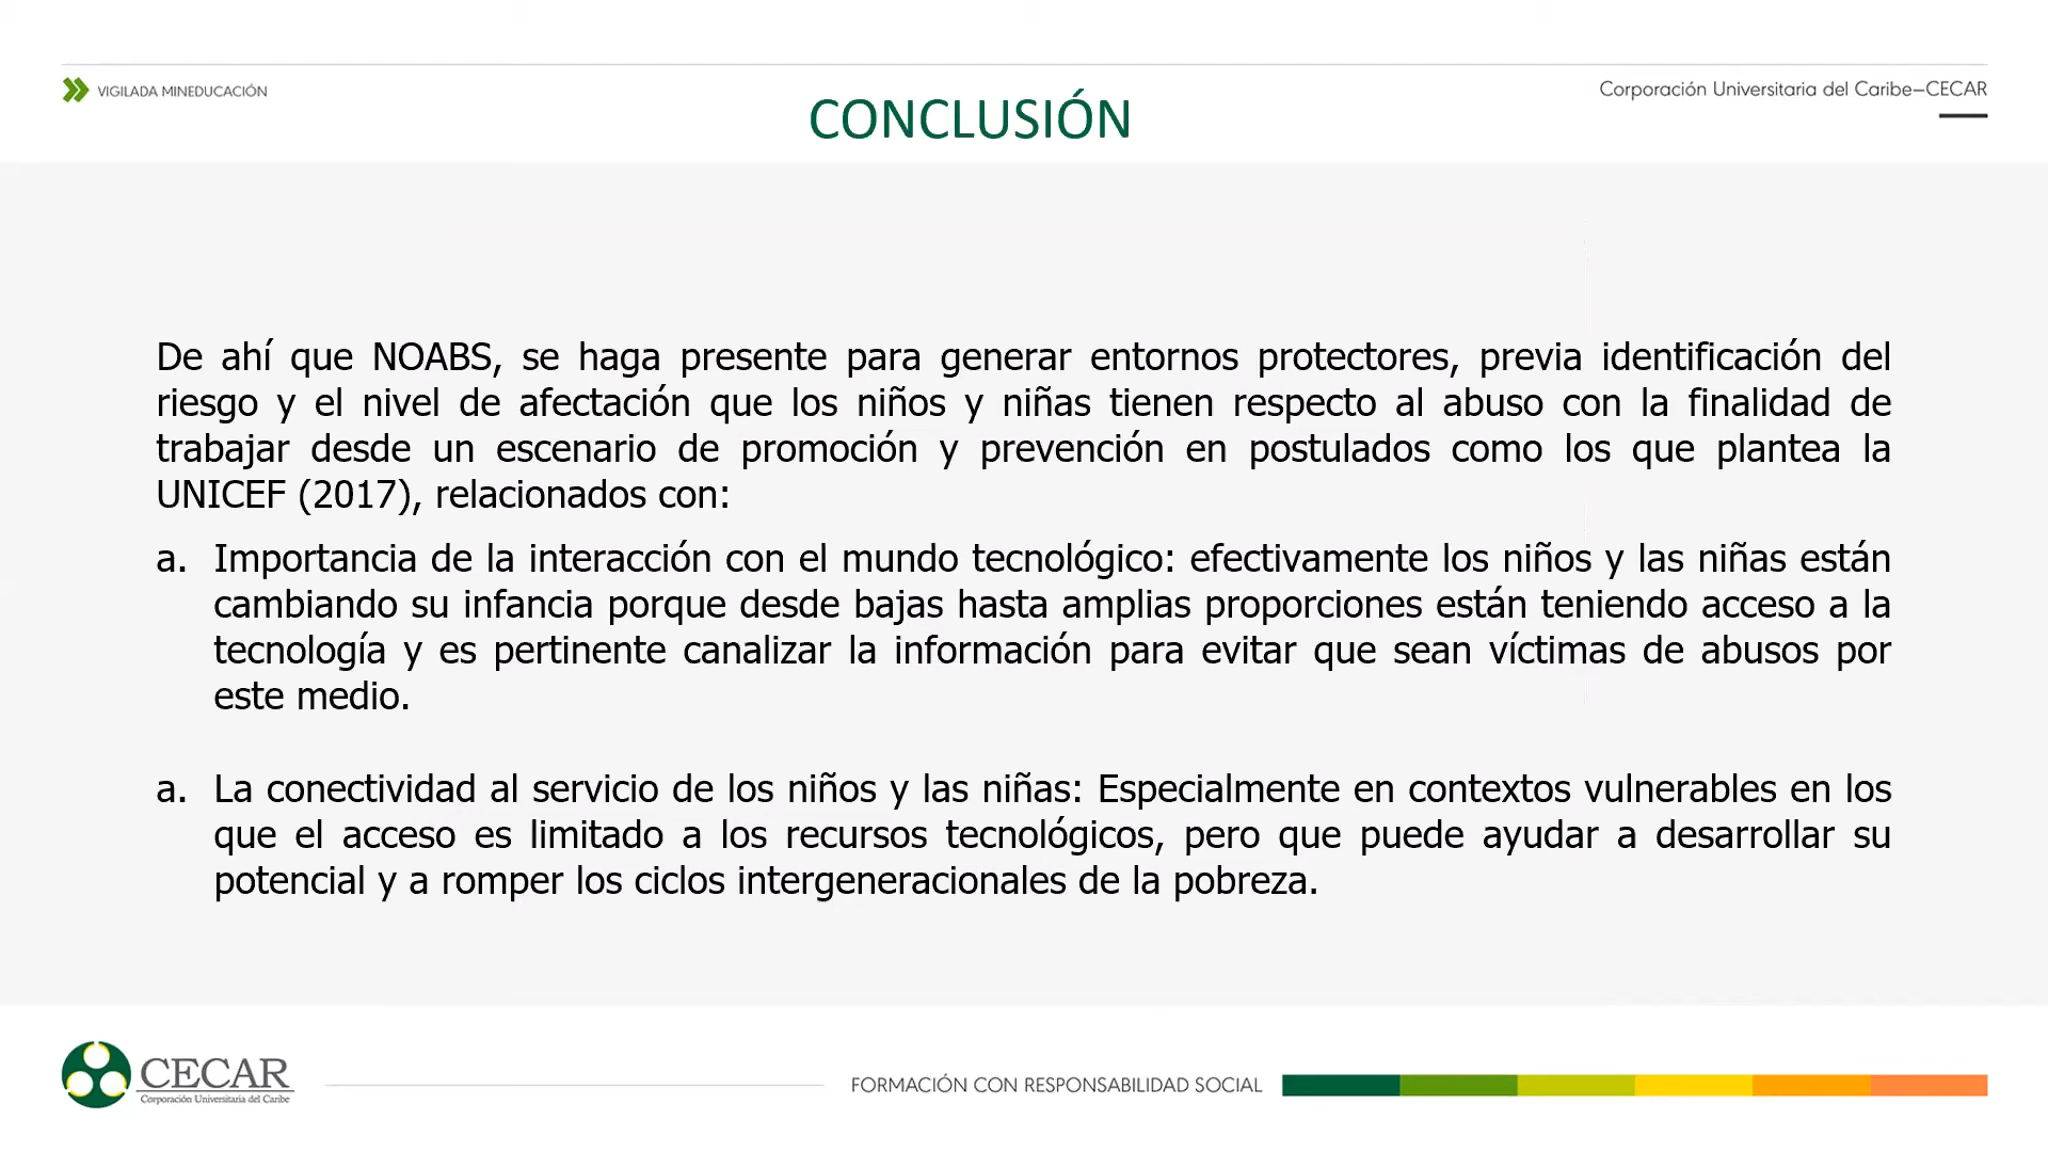 VIGILADA MINEDUCACIÓN
Corporación Universitaria del Caribe–CECAR
CONCLUSIÓN
De ahí que NOABS, se haga presente para generar entornos protectores, previa identificación del
riesgo y el nivel de afectación que los niños y niñas tienen respecto al abuso con la finalidad de
trabajar desde un escenario de promoción y prevención en postulados como los que plantea la
UNICEF (2017), relacionados con:
a. Importancia de la interacción con el mundo tecnológico: efectivamente los niños y las niñas están
cambiando su infancia porque desde bajas hasta amplias proporciones están teniendo acceso a la
tecnología y es pertinente canalizar la información para evitar que sean víctimas de abusos por
este medio.
a. La conectividad al servicio de los niños y las niñas: Especialmente en contextos vulnerables en los
que el acceso es limitado a los recursos tecnológicos, pero que puede ayudar a desarrollar su
potencial y a romper los ciclos intergeneracionales de la pobreza.
CECAR
Corporación Universitaria del Caribe
FORMACIÓN CON RESPONSABILIDAD SOCIAL